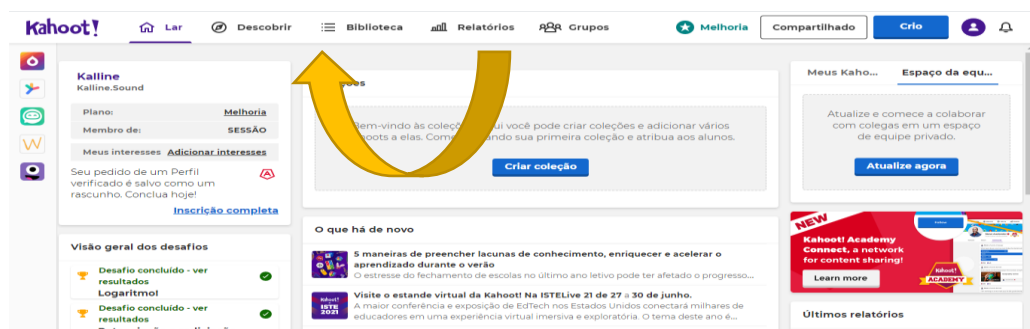 Kahoot!
Lar
Descobrir
Biblioteca
Relatórios
Grupos
Melhoria
Compartilhado
Crio
Kalline
Kalline.Sound
Plano: Melhoria
Membro de: SESSÃO
Meus interesses Adicionar interesses
Seu pedido de um Perfil
verificado é salvo como um
rascunho. Conclua hoje!
Inscrição completa
Visão geral dos desafios
Desafio concluído - ver
resultados
Logaritmo!
Desafio concluído - ver
resultados
Bem-vindo às coleç ui você pode criar coleções e adicionar vários
oots a elas. Com ndo sua primeira coleção e atribua aos alunos.
Criar coleção
O que há de novo
5 maneiras de preencher lacunas de conhecimento, enriquecer e acelerar o
aprendizado durante o verão
O estresse do fechamento de escolas no último ano letivo pode ter afetado o progresso...
Kahoot!
ISTE
2021
Visite o estande virtual da Kahoot! Na ISTELive 21 de 27 a 30 de junho.
A maior conferência e exposição de EdTech nos Estados Unidos conectará milhares de
educadores em uma experiência virtual imersiva e exploratória. O tema deste ano é...
Meus Kaho...
Espaço da equ...
Atualize e comece a colaborar
com colegas em um espaço
de equipe privado.
Atualize agora
NEW
Kahoot! Academy
Connect, a network
for content sharing!
Learn more
Kahoot!
ACADEMY
Últimos relatórios